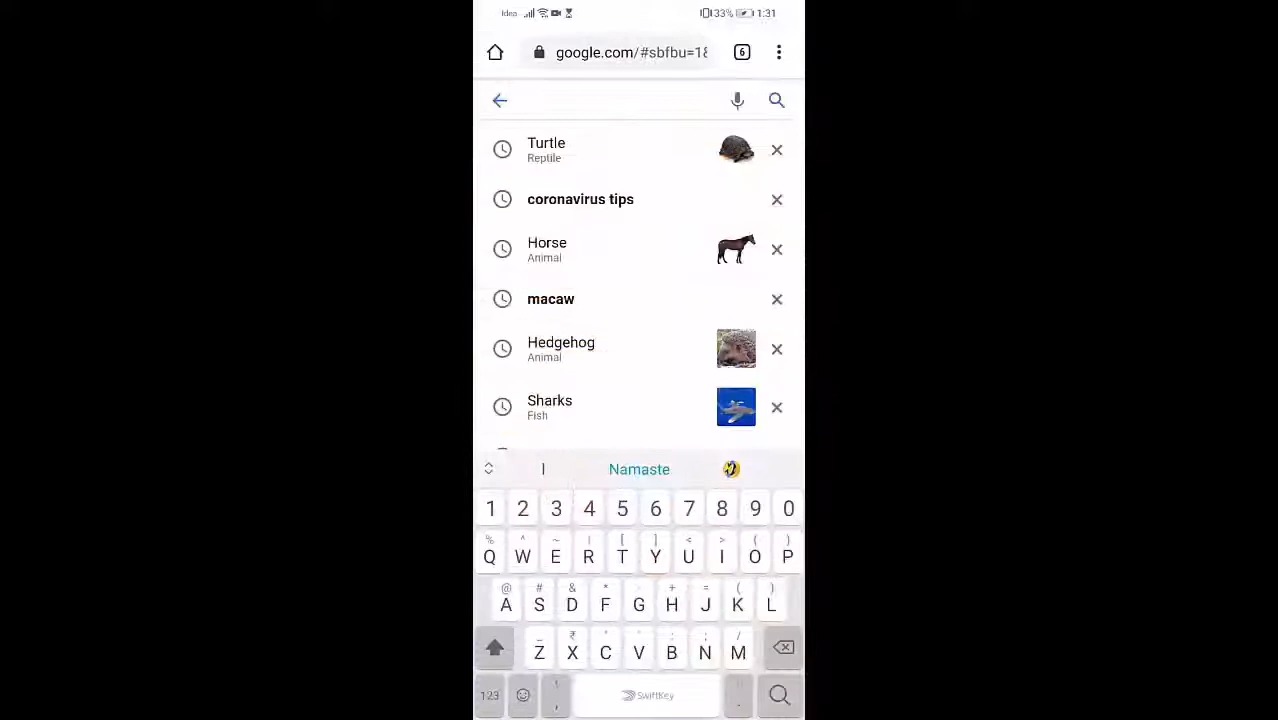 Idea 33% 1:31
google.com/#sbfbu=1&
6
Turtle
Reptile
coronavirus tips
Horse
Animal
macaw
Hedgehog
Animal
Sharks
Fish
I Namaste
1 2 3 4 5 6 7 8 9 0
% ^ ~ | [ ] < > { }
Q W E R T Y U I O P
@ # & * - + = ( )
A S D F G H J K L
_ ₹ " ' : ; /
Z X C V B N M
123 ! , SwiftKey .